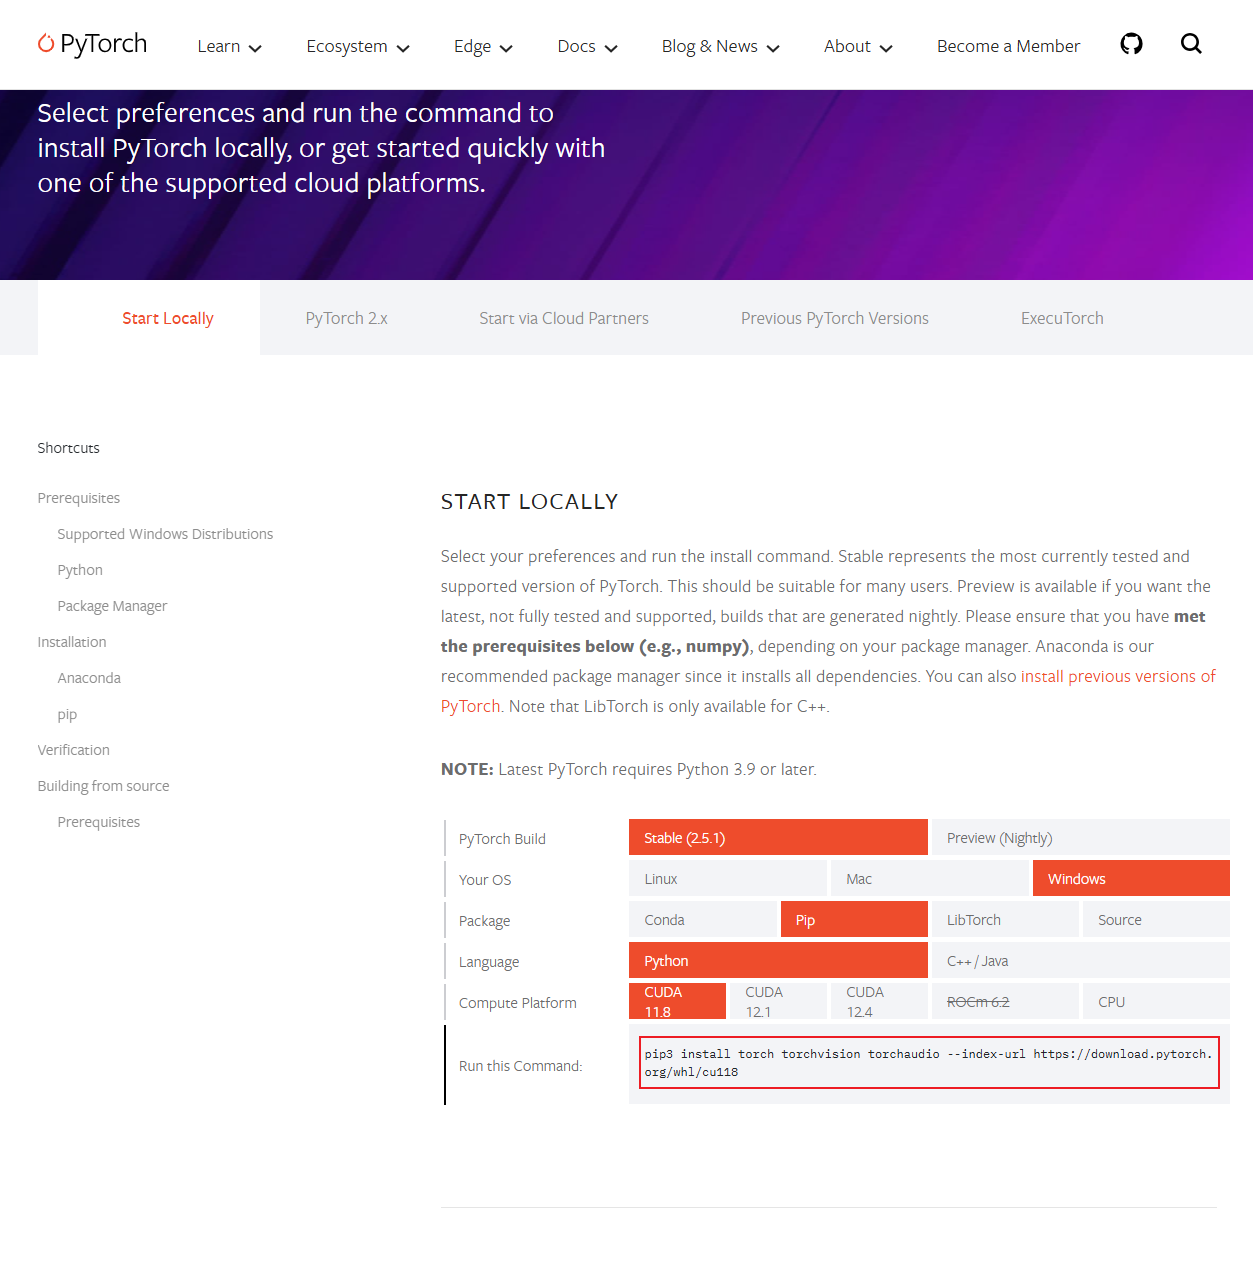 PyTorch
Learn
Ecosystem
Edge
Docs
Blog & News
About
Become a Member
Select preferences and run the command to
install PyTorch locally, or get started quickly with
one of the supported cloud platforms.
Start Locally
PyTorch 2.x
Start via Cloud Partners
Previous PyTorch Versions
ExecuTorch
Shortcuts
Prerequisites
Supported Windows Distributions
Python
Package Manager
Installation
Anaconda
pip
Verification
Building from source
Prerequisites
START LOCALLY
Select your preferences and run the install command. Stable represents the most currently tested and
supported version of PyTorch. This should be suitable for many users. Preview is available if you want the
latest, not fully tested and supported, builds that are generated nightly. Please ensure that you have met
the prerequisites below (e.g., numpy), depending on your package manager. Anaconda is our
recommended package manager since it installs all dependencies. You can also install previous versions of
PyTorch. Note that LibTorch is only available for C++.
NOTE: Latest PyTorch requires Python 3.9 or later.
PyTorch Build
Stable (2.5.1)
Preview (Nightly)
Your OS
Linux
Mac
Windows
Package
Conda
Pip
LibTorch
Source
Language
Python
C++ / Java
Compute Platform
CUDA
11.8
CUDA
12.1
CUDA
12.4
ROCm 6.2
CPU
Run this Command:
pip3 install torch torchvision torchaudio --index-url https://download.pytorch.
org/whl/cu118